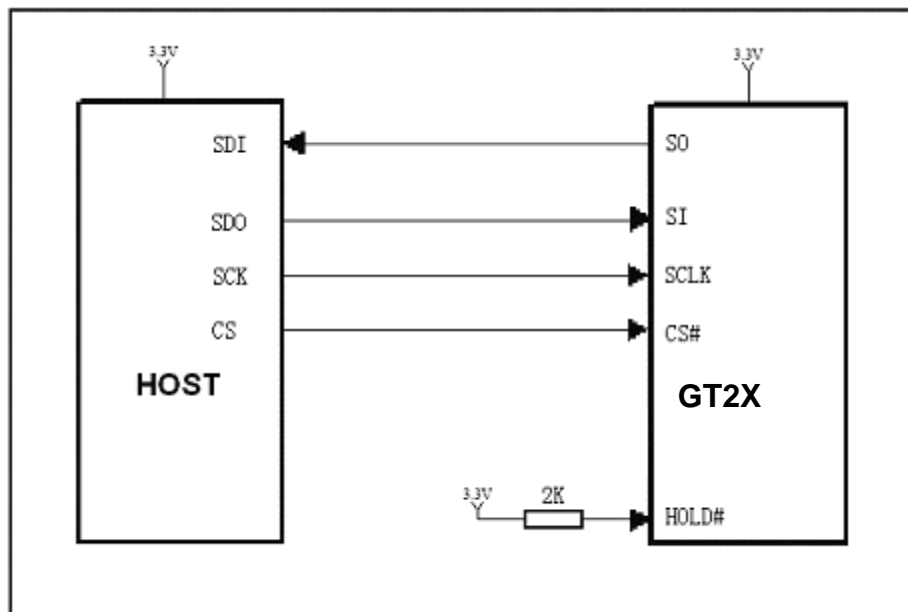 3.3V
3.3V
SDI
SO
SDO
SI
SCK
SCLK
CS
CS#
HOST
GT2X
3.3V
2K
HOLD#